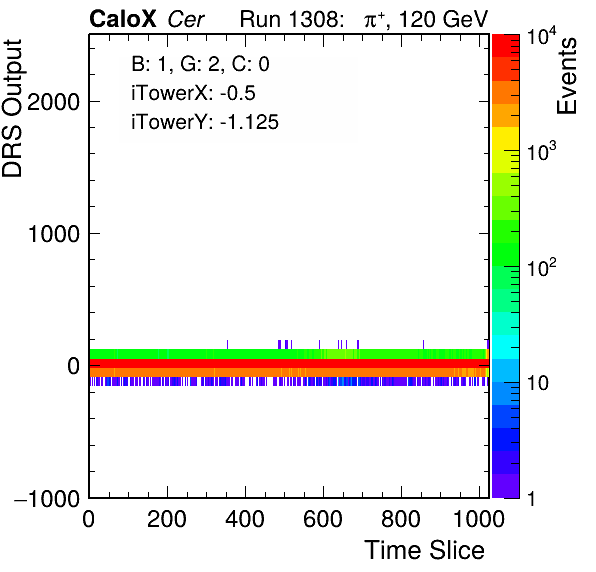 CaloX Cer Run 1308: π⁺, 120 GeV
B: 1, G: 2, C: 0
iTowerX: -0.5
iTowerY: -1.125
DRS Output
2000
1000
0
−1000
0 200 400 600 800 1000
Time Slice
Events
10⁴
10³
10²
10
1